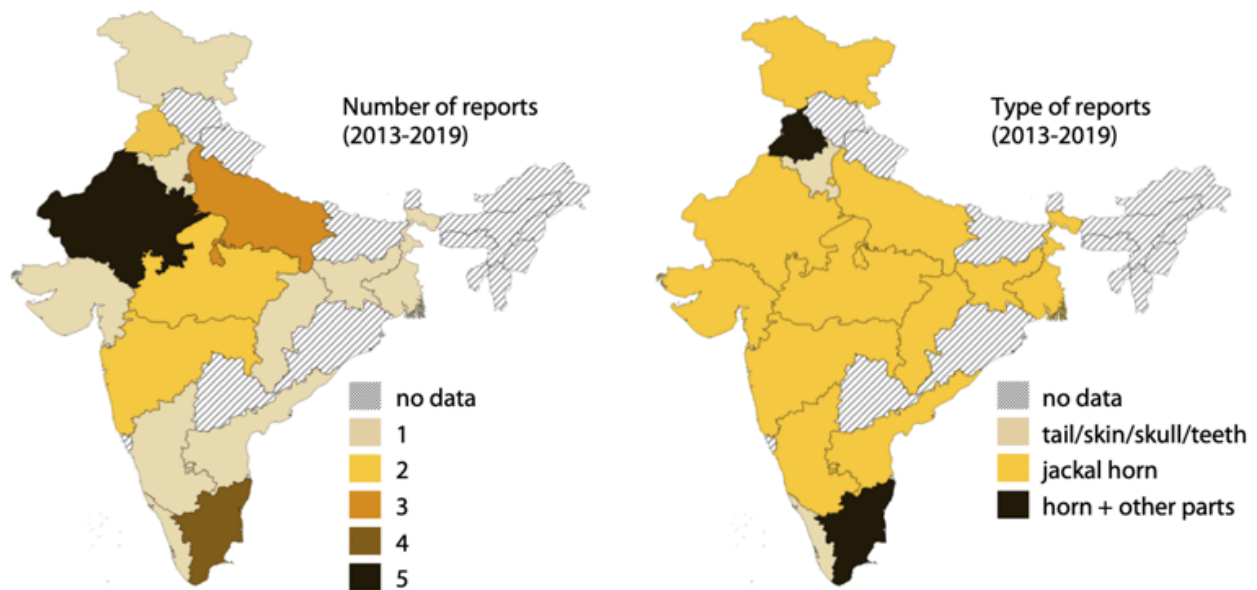 Number of reports
(2013-2019)
no data
1
2
3
4
5
Type of reports
(2013-2019)
no data
tail/skin/skull/teeth
jackal horn
horn + other parts